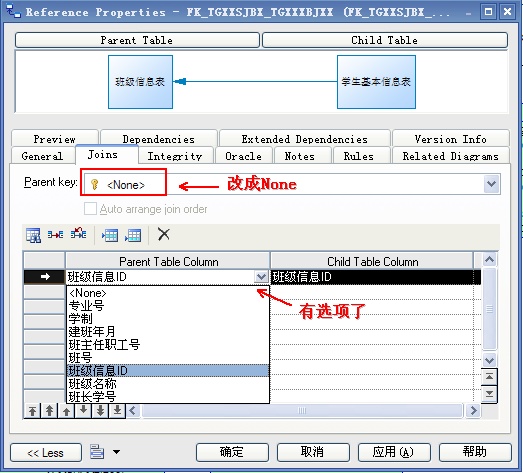 Reference Properties - FK_TGXXSJBX_TGXXXBJXX (FK_TGXXSJBX_...
Parent Table
Child Table
班级信息表
学生基本信息表
Preview
Dependencies
Extended Dependencies
Version Info
General
Joins
Integrity
Oracle
Notes
Rules
Related Diagrams
Parent key:
<None>
改成None
Auto arrange join order
Parent Table Column
Child Table Column
班级信息ID
班级信息ID
<None>
专业号
学制
建班年月
班主任职工号
班号
班级信息ID
班级名称
班长学号
有选项了
<< Less
确定
取消
应用(A)
帮助